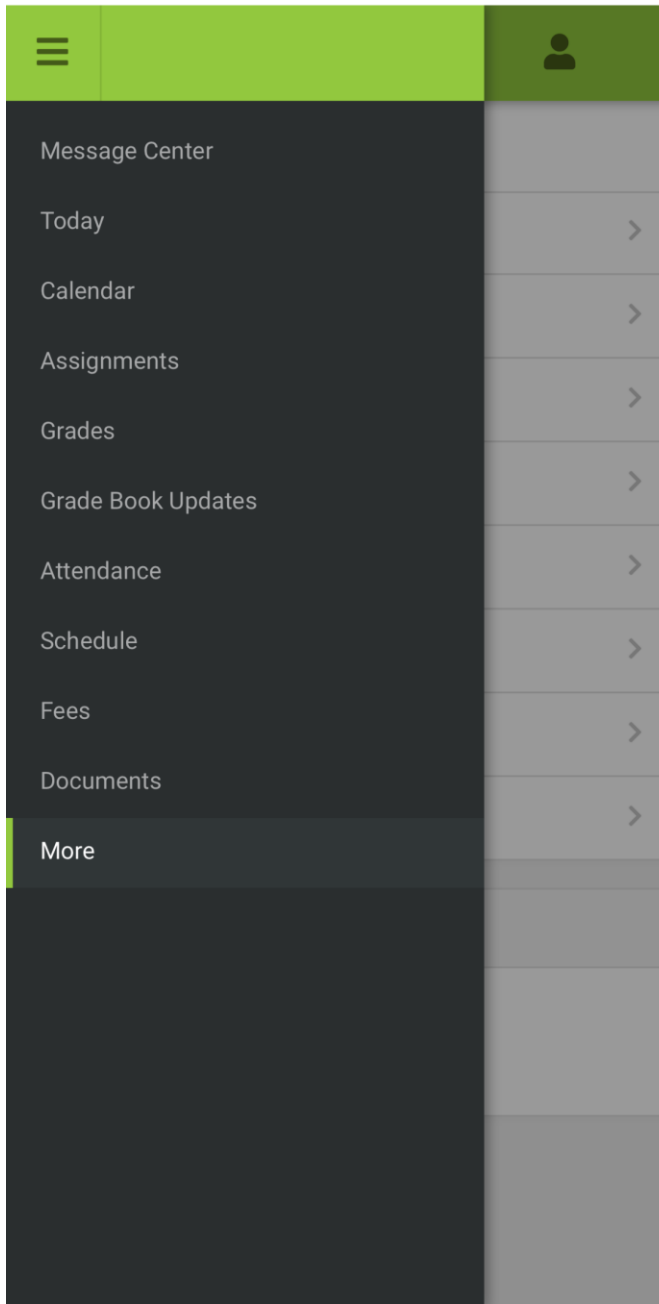 Message Center
Today
Calendar
Assignments
Grades
Grade Book Updates
Attendance
Schedule
Fees
Documents
More